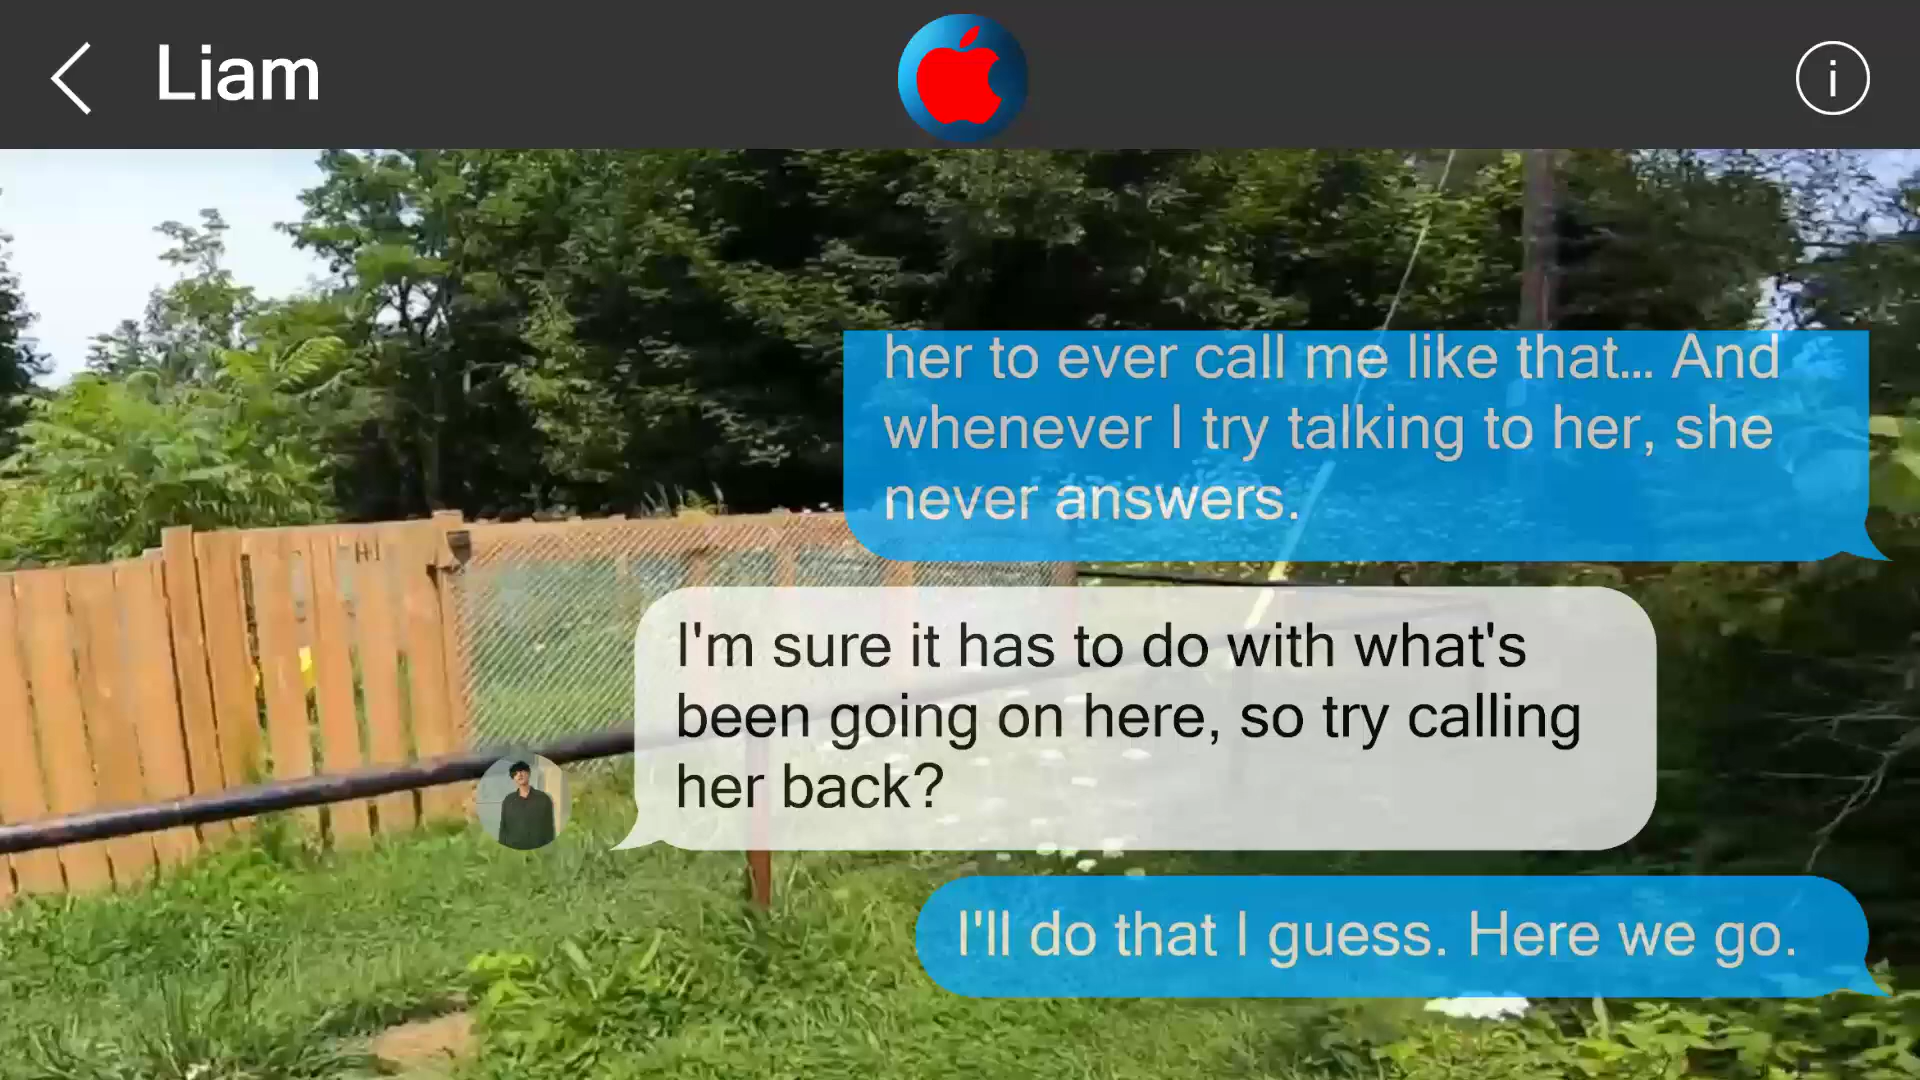 Liam
i
her to ever call me like that... And
whenever I try talking to her, she
never answers.
I'm sure it has to do with what's
been going on here, so try calling
her back?
I'll do that I guess. Here we go.